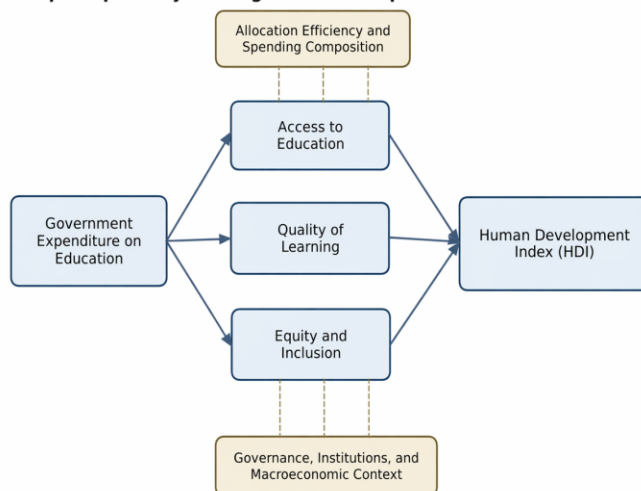 Allocation Efficiency and
Spending Composition
Access to
Education
Government
Expenditure on
Education
Quality of
Learning
Human Development
Index (HDI)
Equity and
Inclusion
Governance, Institutions, and
Macroeconomic Context